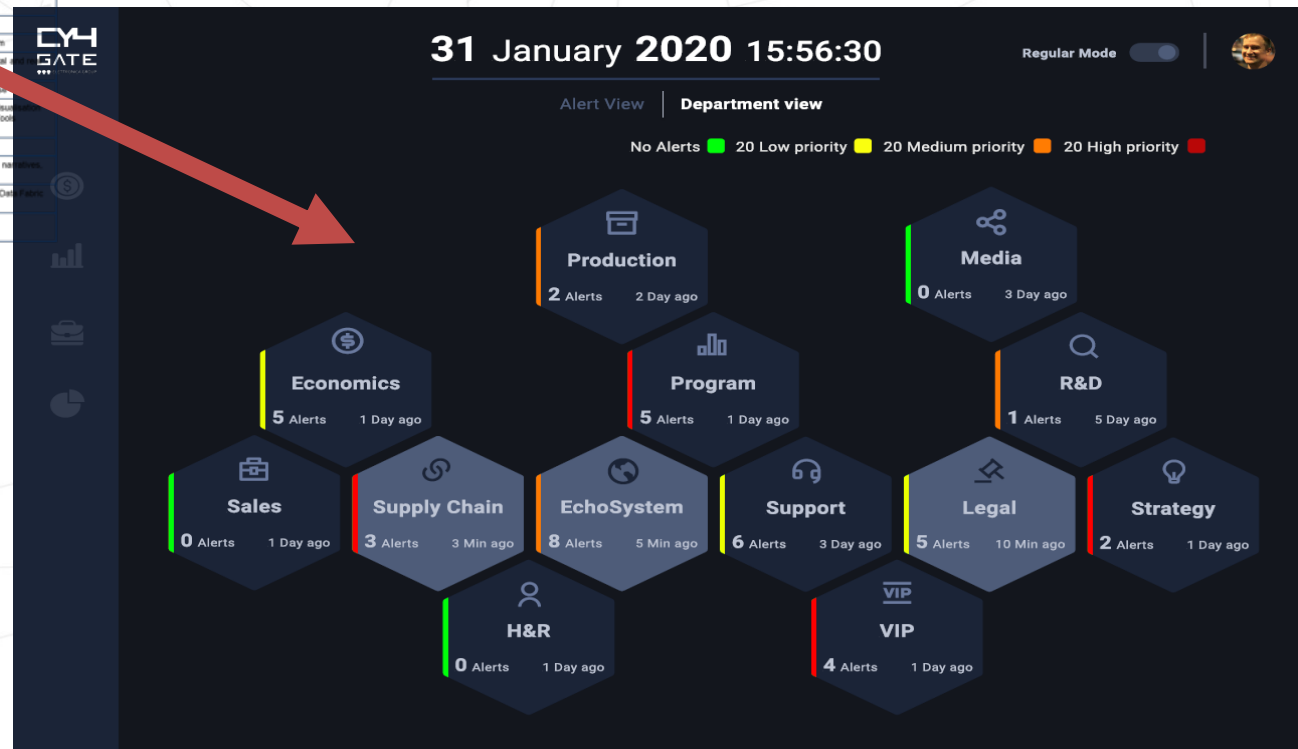 CY4
GATE
31 January 2020 15:56:30
Regular Mode
Alert View
Department view
No Alerts
20 Low priority
20 Medium priority
20 High priority
narratives.
Data Fabric
Production
2 Alerts 2 Day ago
Media
0 Alerts 3 Day ago
Economics
5 Alerts 1 Day ago
Program
5 Alerts 1 Day ago
R&D
1 Alerts 5 Day ago
Sales
0 Alerts 1 Day ago
Supply Chain
3 Alerts 3 Min ago
EchoSystem
8 Alerts 5 Min ago
Support
6 Alerts 3 Day ago
Legal
5 Alerts 10 Min ago
Strategy
2 Alerts 1 Day ago
H&R
0 Alerts 1 Day ago
VIP
VIP
4 Alerts 1 Day ago